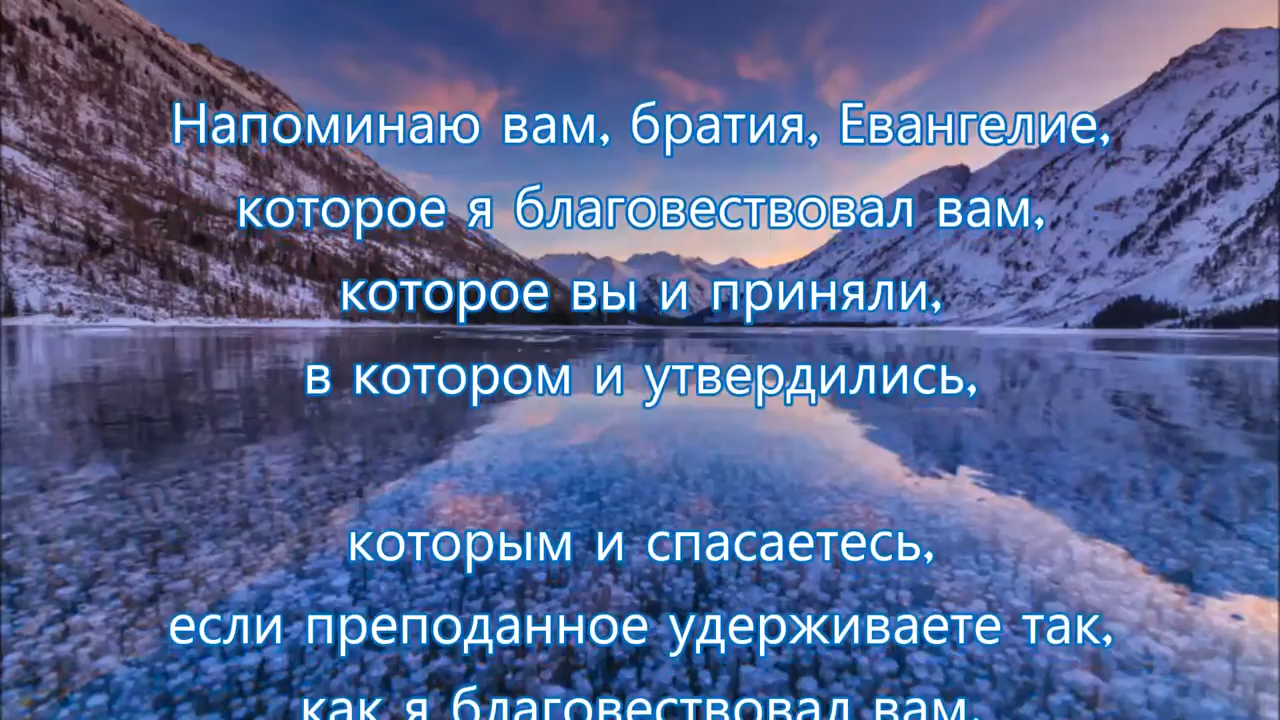 Напоминаю вам, братия, Евангелие,
которое я благовествовал вам,
которое вы и приняли,
в котором и утвердились,
которым и спасаетесь,
если преподанное удерживаете так,
как я благовествовал вам,